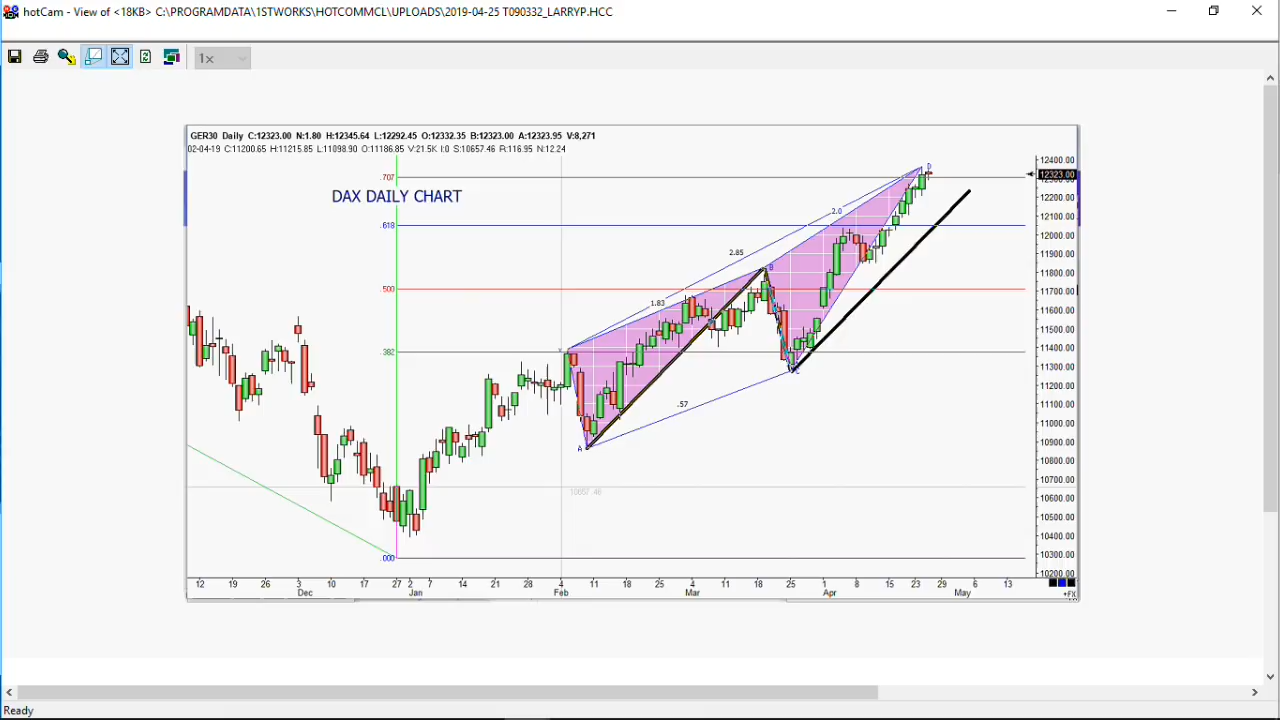 hotCam - View of <18KB> C:\PROGRAMDATA\1STWORKS\HOTCOMMCL\UPLOADS\2019-04-25 T090332_LARRYP.HCC
1x
GER30 Daily C:12323.00 N:1.80 H:12345.64 L:12292.45 O:12332.35 B:12323.00 A:12323.95 V:8,271
02-04-19 C:11200.65 H:11215.85 L:11098.90 O:11186.85 V:21.5K I:0 S:10657.46 R:116.95 N:12.24
DAX DAILY CHART
.707
.618
.500
.382
.000
X
A
B
C
D
1.83
2.85
2.0
.57
10657.46
12400.00
12323.00
12200.00
12100.00
12000.00
11900.00
11800.00
11700.00
11600.00
11500.00
11400.00
11300.00
11200.00
11100.00
11000.00
10900.00
10800.00
10700.00
10600.00
10500.00
10400.00
10300.00
10200.00
12 19 26 3 10 17 27 2 7 14 21 28 4 11 18 25 4 11 18 25 1 8 15 23 29 6 13
Dec Jan Feb Mar Apr May
+FX
Ready